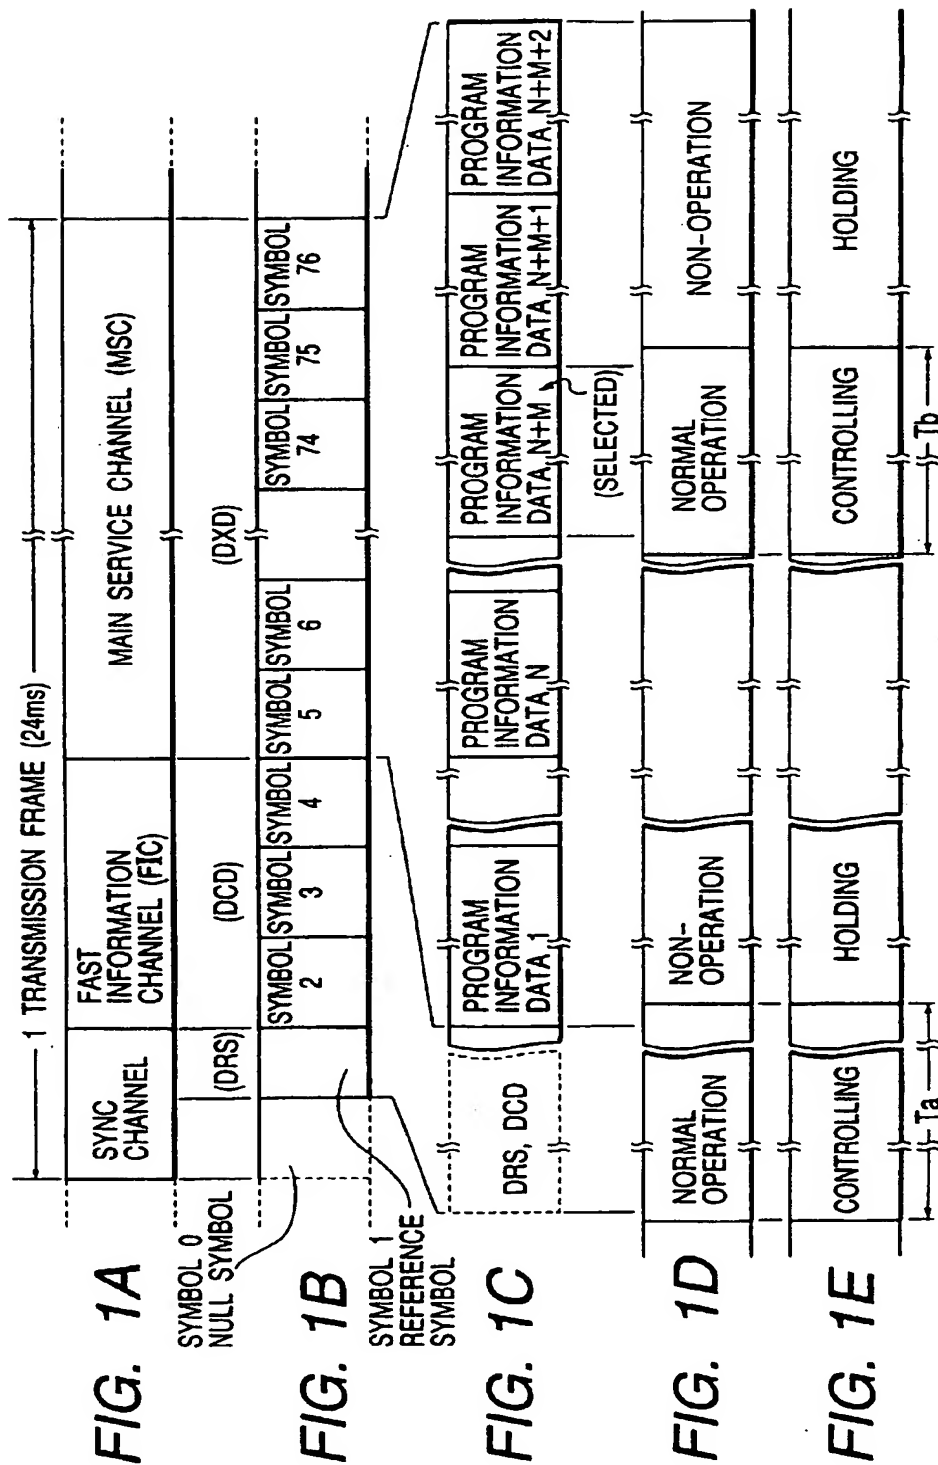 1 TRANSMISSION FRAME (24ms)
FIG. 1A
SYNC
CHANNEL
FAST
INFORMATION
CHANNEL (FIC)
MAIN SERVICE CHANNEL (MSC)
SYMBOL 0
NULL SYMBOL
(DRS)
(DCD)
(DXD)
FIG. 1B
SYMBOL
2
SYMBOL
3
SYMBOL
4
SYMBOL
5
SYMBOL
6
SYMBOL
74
SYMBOL
75
SYMBOL
76
SYMBOL 1
REFERENCE
SYMBOL
FIG. 1C
DRS, DCD
PROGRAM
INFORMATION
DATA, 1
PROGRAM
INFORMATION
DATA, N
PROGRAM
INFORMATION
DATA, N+M
PROGRAM
INFORMATION
DATA, N+M+1
PROGRAM
INFORMATION
DATA, N+M+2
(SELECTED)
FIG. 1D
NORMAL
OPERATION
NON-
OPERATION
NORMAL
OPERATION
NON-OPERATION
FIG. 1E
CONTROLLING
HOLDING
CONTROLLING
HOLDING
Ta
Tb